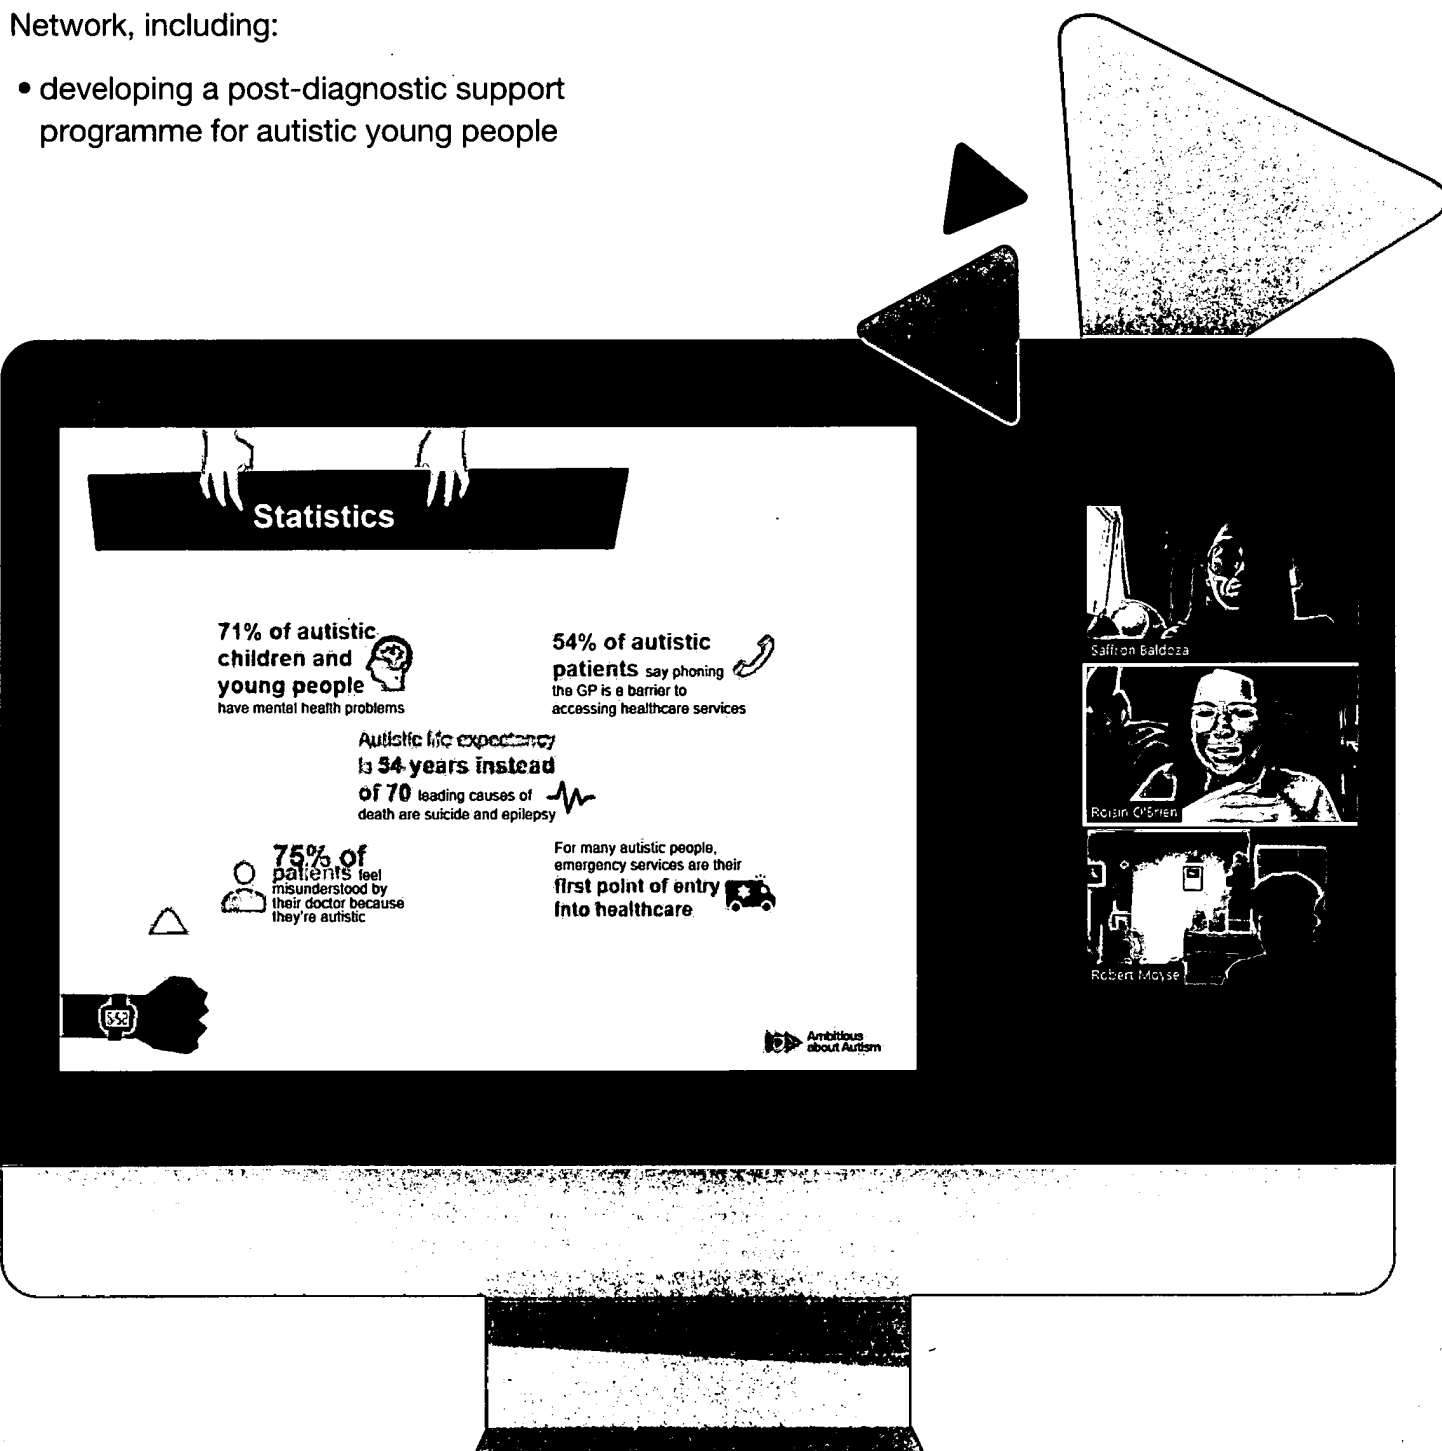 Network, including:
• developing a post-diagnostic support
programme for autistic young people
Statistics
71% of autistic
children and
young people
have mental health problems
54% of autistic
patients say phoning
the GP is a barrier to
accessing healthcare services
Autistic life expectancy
is 54 years instead
of 70 leading causes of
death are suicide and epilepsy
75% of
patients feel
misunderstood by
their doctor because
they're autistic
For many autistic people,
emergency services are their
first point of entry
into healthcare
5:52
Ambitious
about Autism
Saffron Baldoza
Roisin O'Brien
Robert Moyse